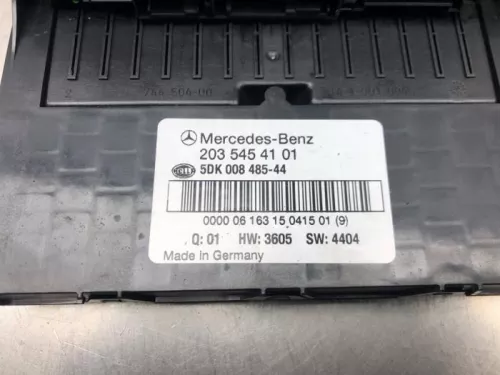 Mercedes-Benz
203 545 41 01
HELLA 5DK 008 485-44
0000 06 163 15 0415 01 (9)
Q: 01 HW: 3605 SW: 4404
Made In Germany